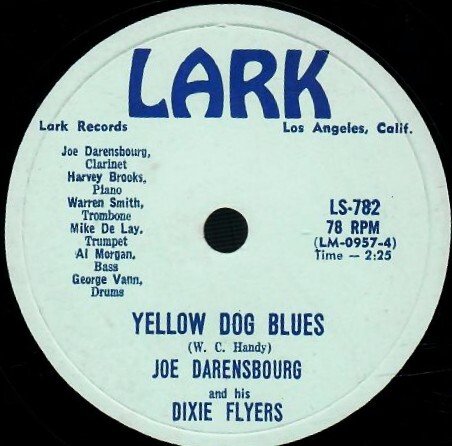 LARK
Lark Records
Los Angeles, Calif.
Joe Darensbourg,
Clarinet
Harvey Brooks,
Piano
Warren Smith,
Trombone
Mike De Lay,
Trumpet
Al Morgan,
Bass
George Vann,
Drums
LS-782
78 RPM
(LM-0957-4)
Time — 2:25
YELLOW DOG BLUES
(W. C. Handy)
JOE DARENSBOURG
and his
DIXIE FLYERS